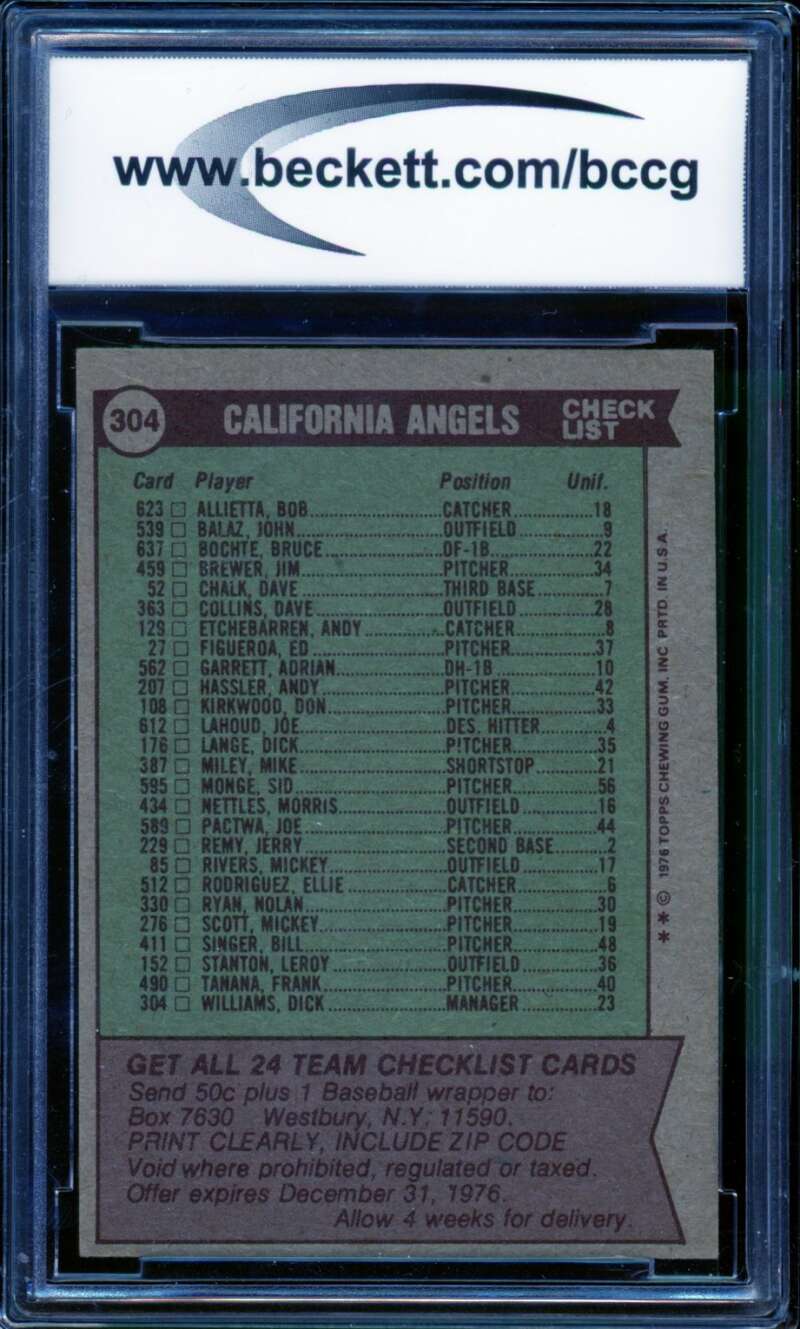 www.beckett.com/bccg
304 CALIFORNIA ANGELS CHECK LIST
Card Player Position Unif.
623 □ ALLIETTA, BOB CATCHER 18
539 □ BALAZ, JOHN OUTFIELD 9
637 □ BOCHTE, BRUCE OF-1B 22
459 □ BREWER, JIM PITCHER 34
52 □ CHALK, DAVE THIRD BASE 7
363 □ COLLINS, DAVE OUTFIELD 28
129 □ ETCHEBARREN, ANDY CATCHER 8
27 □ FIGUEROA, ED PITCHER 37
562 □ GARRETT, ADRIAN DH-1B 10
207 □ HASSLER, ANDY PITCHER 42
108 □ KIRKWOOD, DON PITCHER 33
612 □ LAHOUD, JOE DES. HITTER 4
176 □ LANGE, DICK PITCHER 35
387 □ MILEY, MIKE SHORTSTOP 21
595 □ MONGE, SID PITCHER 56
434 □ NETTLES, MORRIS OUTFIELD 16
589 □ PACTWA, JOE PITCHER 44
229 □ REMY, JERRY SECOND BASE 2
85 □ RIVERS, MICKEY OUTFIELD 17
512 □ RODRIGUEZ, ELLIE CATCHER 6
330 □ RYAN, NOLAN PITCHER 30
276 □ SCOTT, MICKEY PITCHER 19
411 □ SINGER, BILL PITCHER 48
152 □ STANTON, LEROY OUTFIELD 36
490 □ TANANA, FRANK PITCHER 40
304 □ WILLIAMS, DICK MANAGER 23
* * © 1976 TOPPS CHEWING GUM, INC PRTD. IN U.S.A.
GET ALL 24 TEAM CHECKLIST CARDS
Send 50c plus 1 Baseball wrapper to:
Box 7630 Westbury, N.Y. 11590.
PRINT CLEARLY, INCLUDE ZIP CODE
Void where prohibited, regulated or taxed.
Offer expires December 31, 1976.
Allow 4 weeks for delivery.